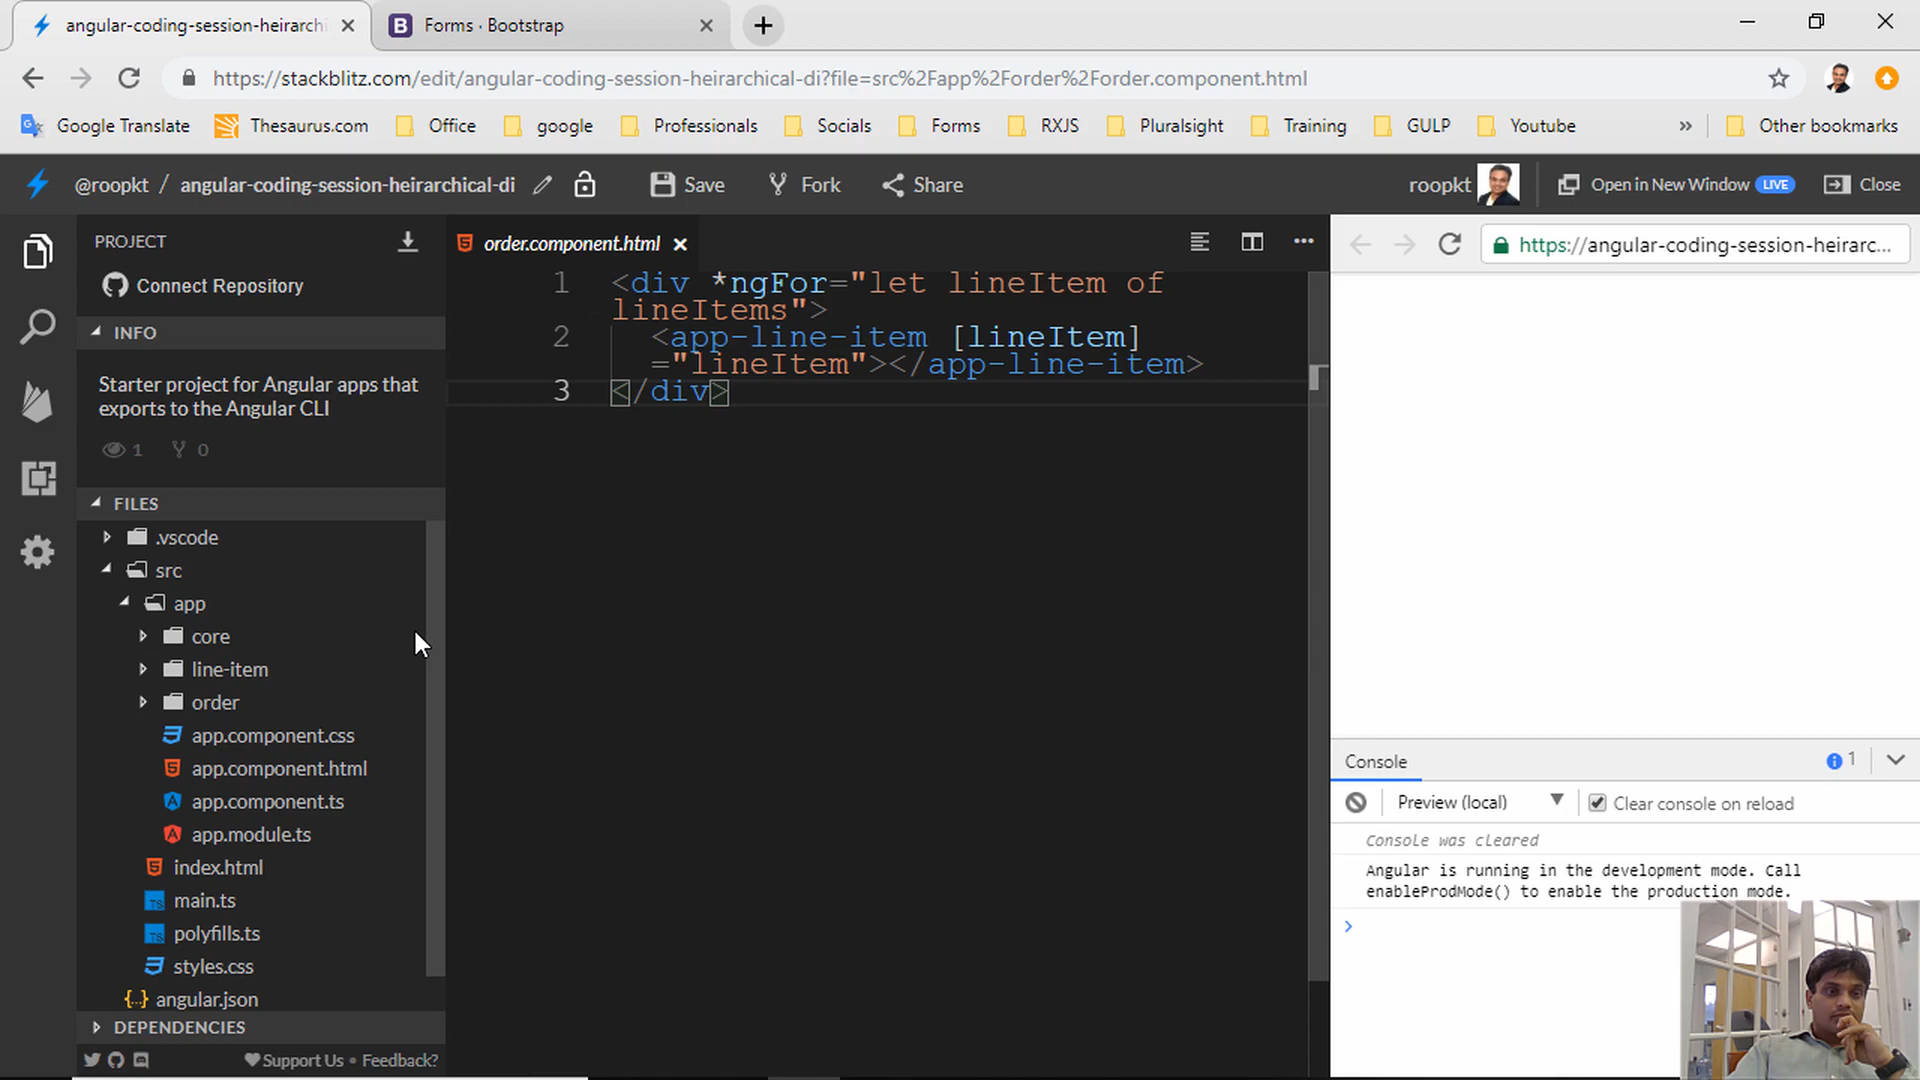 angular-coding-session-heirarchi
Forms · Bootstrap
https://stackblitz.com/edit/angular-coding-session-heirarchical-di?file=src%2Fapp%2Forder%2Forder.component.html
Google Translate
Thesaurus.com
Office
google
Professionals
Socials
Forms
RXJS
Pluralsight
Training
GULP
Youtube
»
Other bookmarks
@roopkt / angular-coding-session-heirarchical-di
Save
Fork
Share
roopkt
Open in New Window LIVE
Close
PROJECT
Connect Repository
INFO
Starter project for Angular apps that
exports to the Angular CLI
1
0
FILES
.vscode
src
app
core
line-item
order
app.component.css
app.component.html
app.component.ts
app.module.ts
index.html
main.ts
polyfills.ts
styles.css
{..} angular.json
DEPENDENCIES
Support Us • Feedback?
order.component.html
1 <div *ngFor="let lineItem of
lineItems">
2 <app-line-item [lineItem]
="lineItem"></app-line-item>
3 </div>
https://angular-coding-session-heirarc...
Console
1
Preview (local)
Clear console on reload
Console was cleared
Angular is running in the development mode. Call
enableProdMode() to enable the production mode.